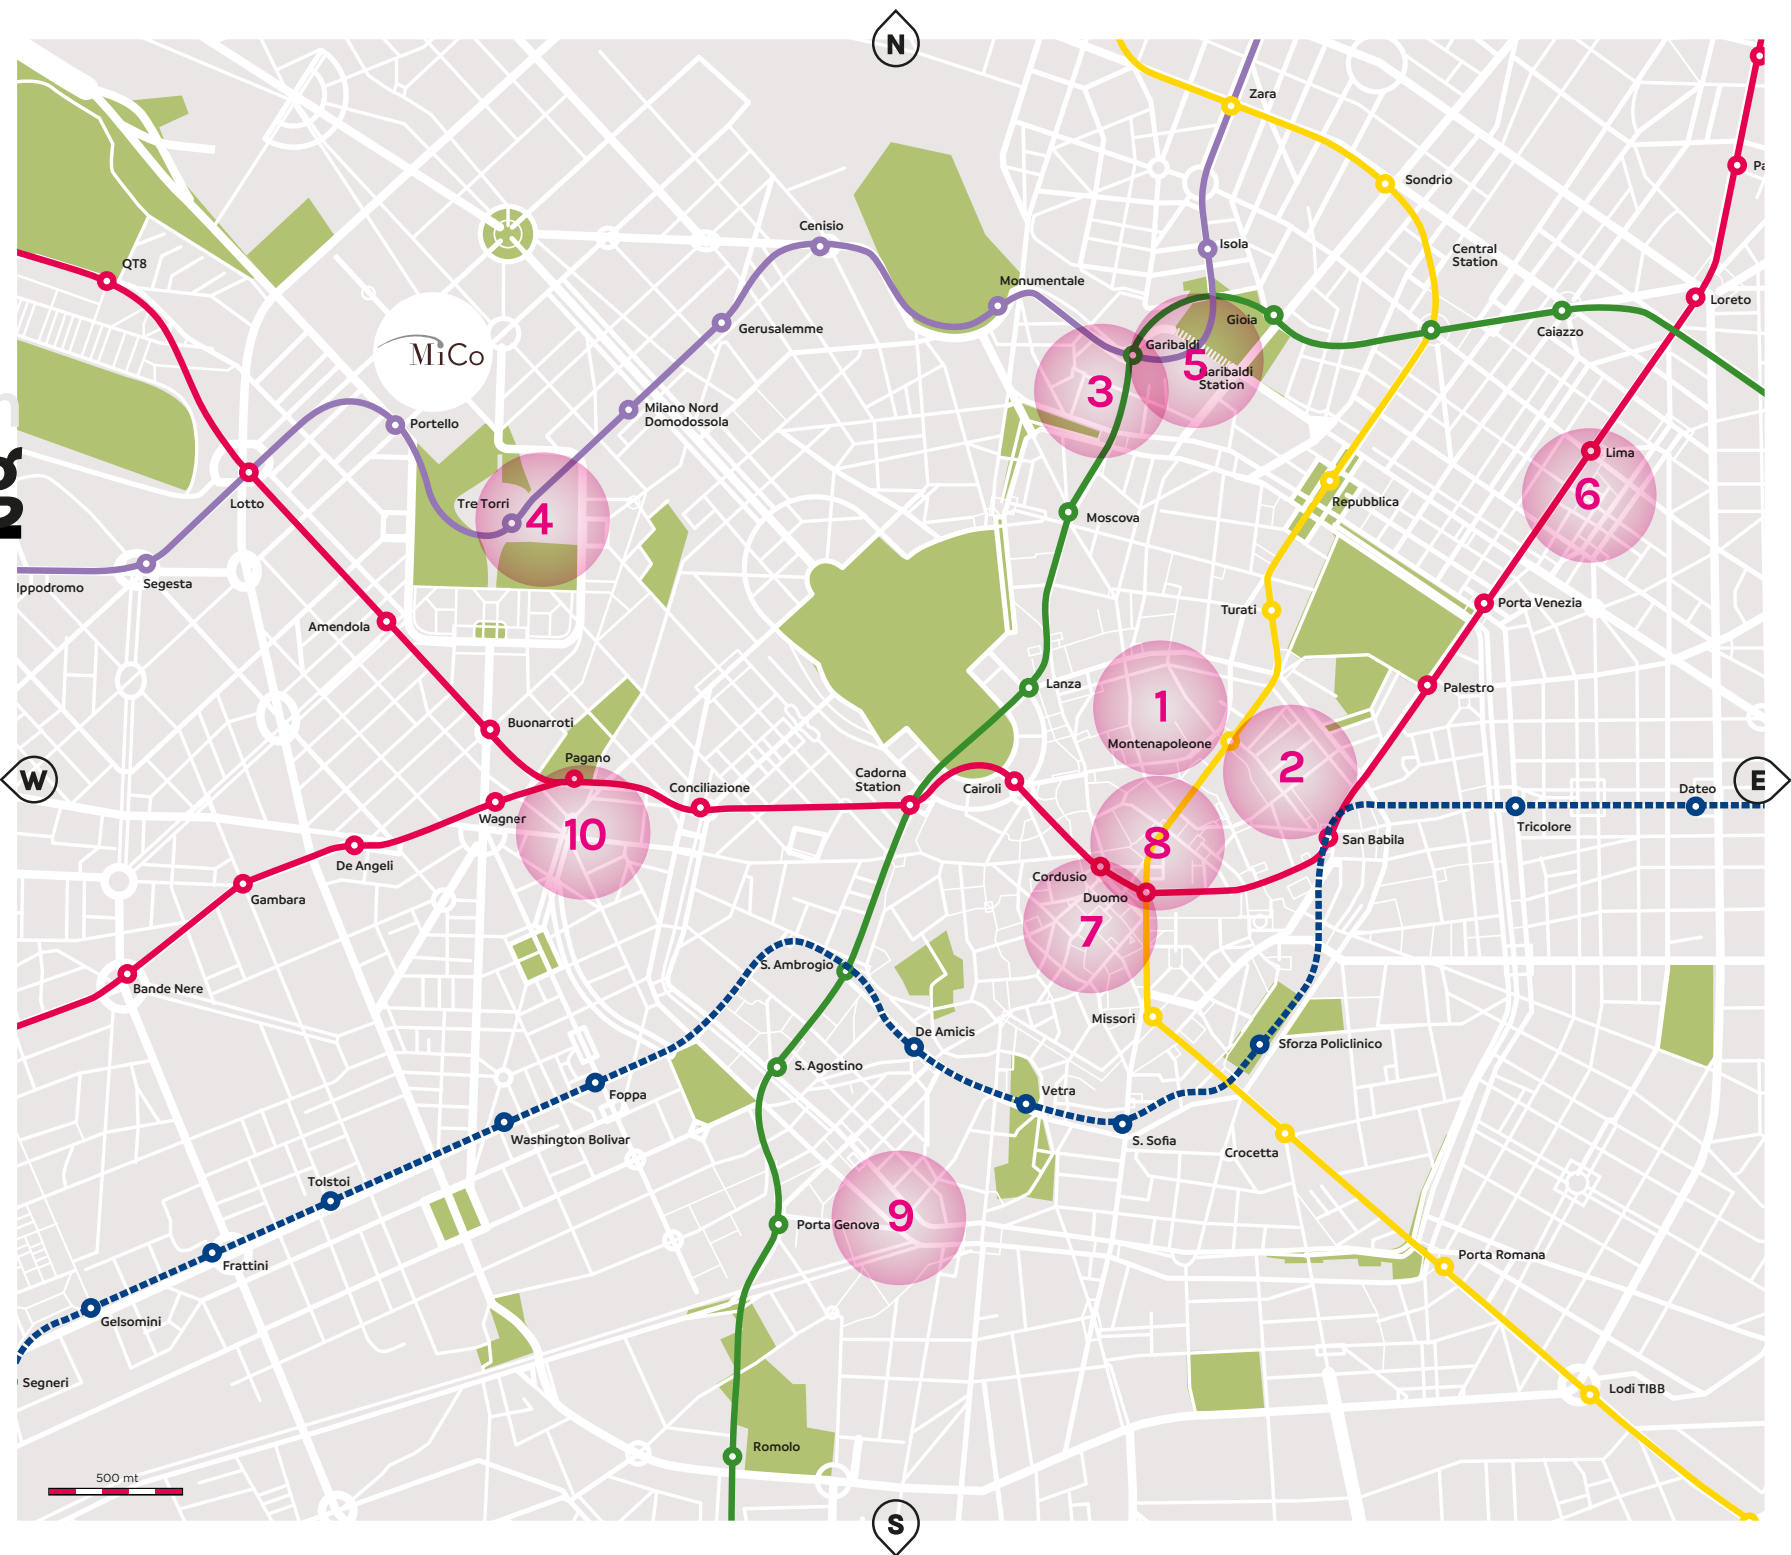 N
Zara
Pa
Sondrio
Cenisio
Isola
Central
Station
QT8
Monumentale
Loreto
Gioia
Gerusalemme
Caiazzo
Garibaldi
MiCo
5
Garibaldi
Station
3
Milano Nord
Domodossola
Portello
Lima
6
2
Lotto
Tre Torri
4
Repubblica
Moscova
Segesta
Ippodromo
Porta Venezia
Turati
Amendola
Lanza
Palestro
1
Buonarroti
Montenapoleone
Pagano
2
W
Cadorna
Station
Conciliazione
Cairoli
E
Dateo
Wagner
Tricolore
10
8
San Babila
De Angeli
Cordusio
Gambara
Duomo
7
S. Ambrogio
Bande Nere
Missori
De Amicis
Sforza Policlinico
S. Agostino
Foppa
Vetra
Washington Bolivar
S. Sofia
Crocetta
Tolstoi
9
Porta Genova
Porta Romana
Frattini
Gelsomini
Segneri
Lodi TIBB
Romolo
500 mt
S